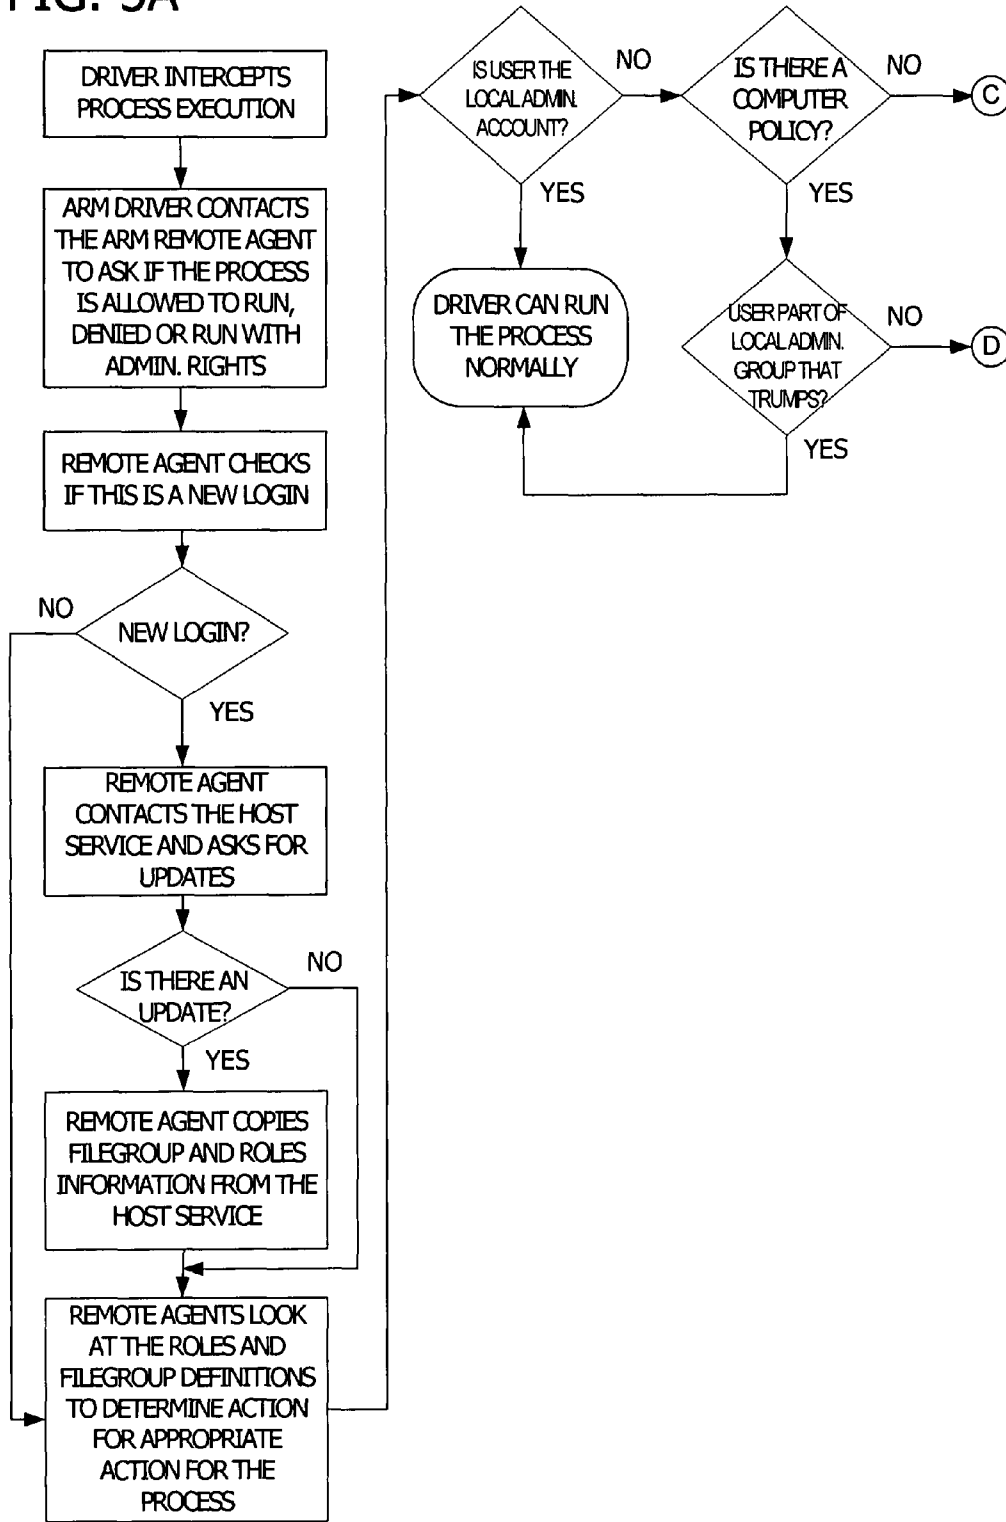 FIG. 5A
DRIVER INTERCEPTS
PROCESS EXECUTION
ARM DRIVER CONTACTS
THE ARM REMOTE AGENT
TO ASK IF THE PROCESS
IS ALLOWED TO RUN,
DENIED OR RUN WITH
ADMIN. RIGHTS
REMOTE AGENT CHECKS
IF THIS IS A NEW LOGIN
NEW LOGIN?
NO
YES
REMOTE AGENT
CONTACTS THE HOST
SERVICE AND ASKS FOR
UPDATES
IS THERE AN
UPDATE?
NO
YES
REMOTE AGENT COPIES
FILEGROUP AND ROLES
INFORMATION FROM THE
HOST SERVICE
REMOTE AGENTS LOOK
AT THE ROLES AND
FILEGROUP DEFINITIONS
TO DETERMINE ACTION
FOR APPROPRIATE
ACTION FOR THE
PROCESS
IS USER THE
LOCAL ADMIN.
ACCOUNT?
NO
YES
DRIVER CAN RUN
THE PROCESS
NORMALLY
IS THERE A
COMPUTER
POLICY?
NO
C
YES
USER PART OF
LOCAL ADMIN.
GROUP THAT
TRUMPS?
NO
D
YES